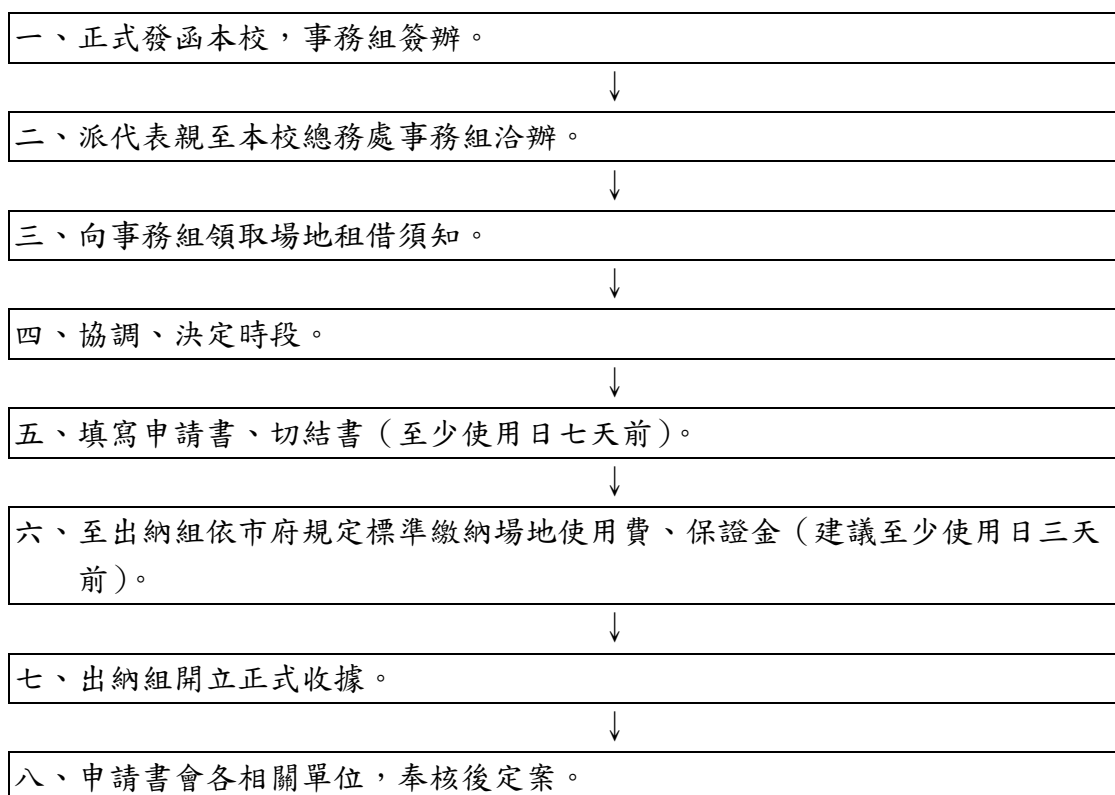 一、正式發函本校，事務組簽辦。
↓
二、派代表親至本校總務處事務組洽辦。
↓
三、向事務組領取場地租借須知。
↓
四、協調、決定時段。
↓
五、填寫申請書、切結書（至少使用日七天前）。
↓
六、至出納組依市府規定標準繳納場地使用費、保證金（建議至少使用日三天
前）。
↓
七、出納組開立正式收據。
↓
八、申請書會各相關單位，奉核後定案。